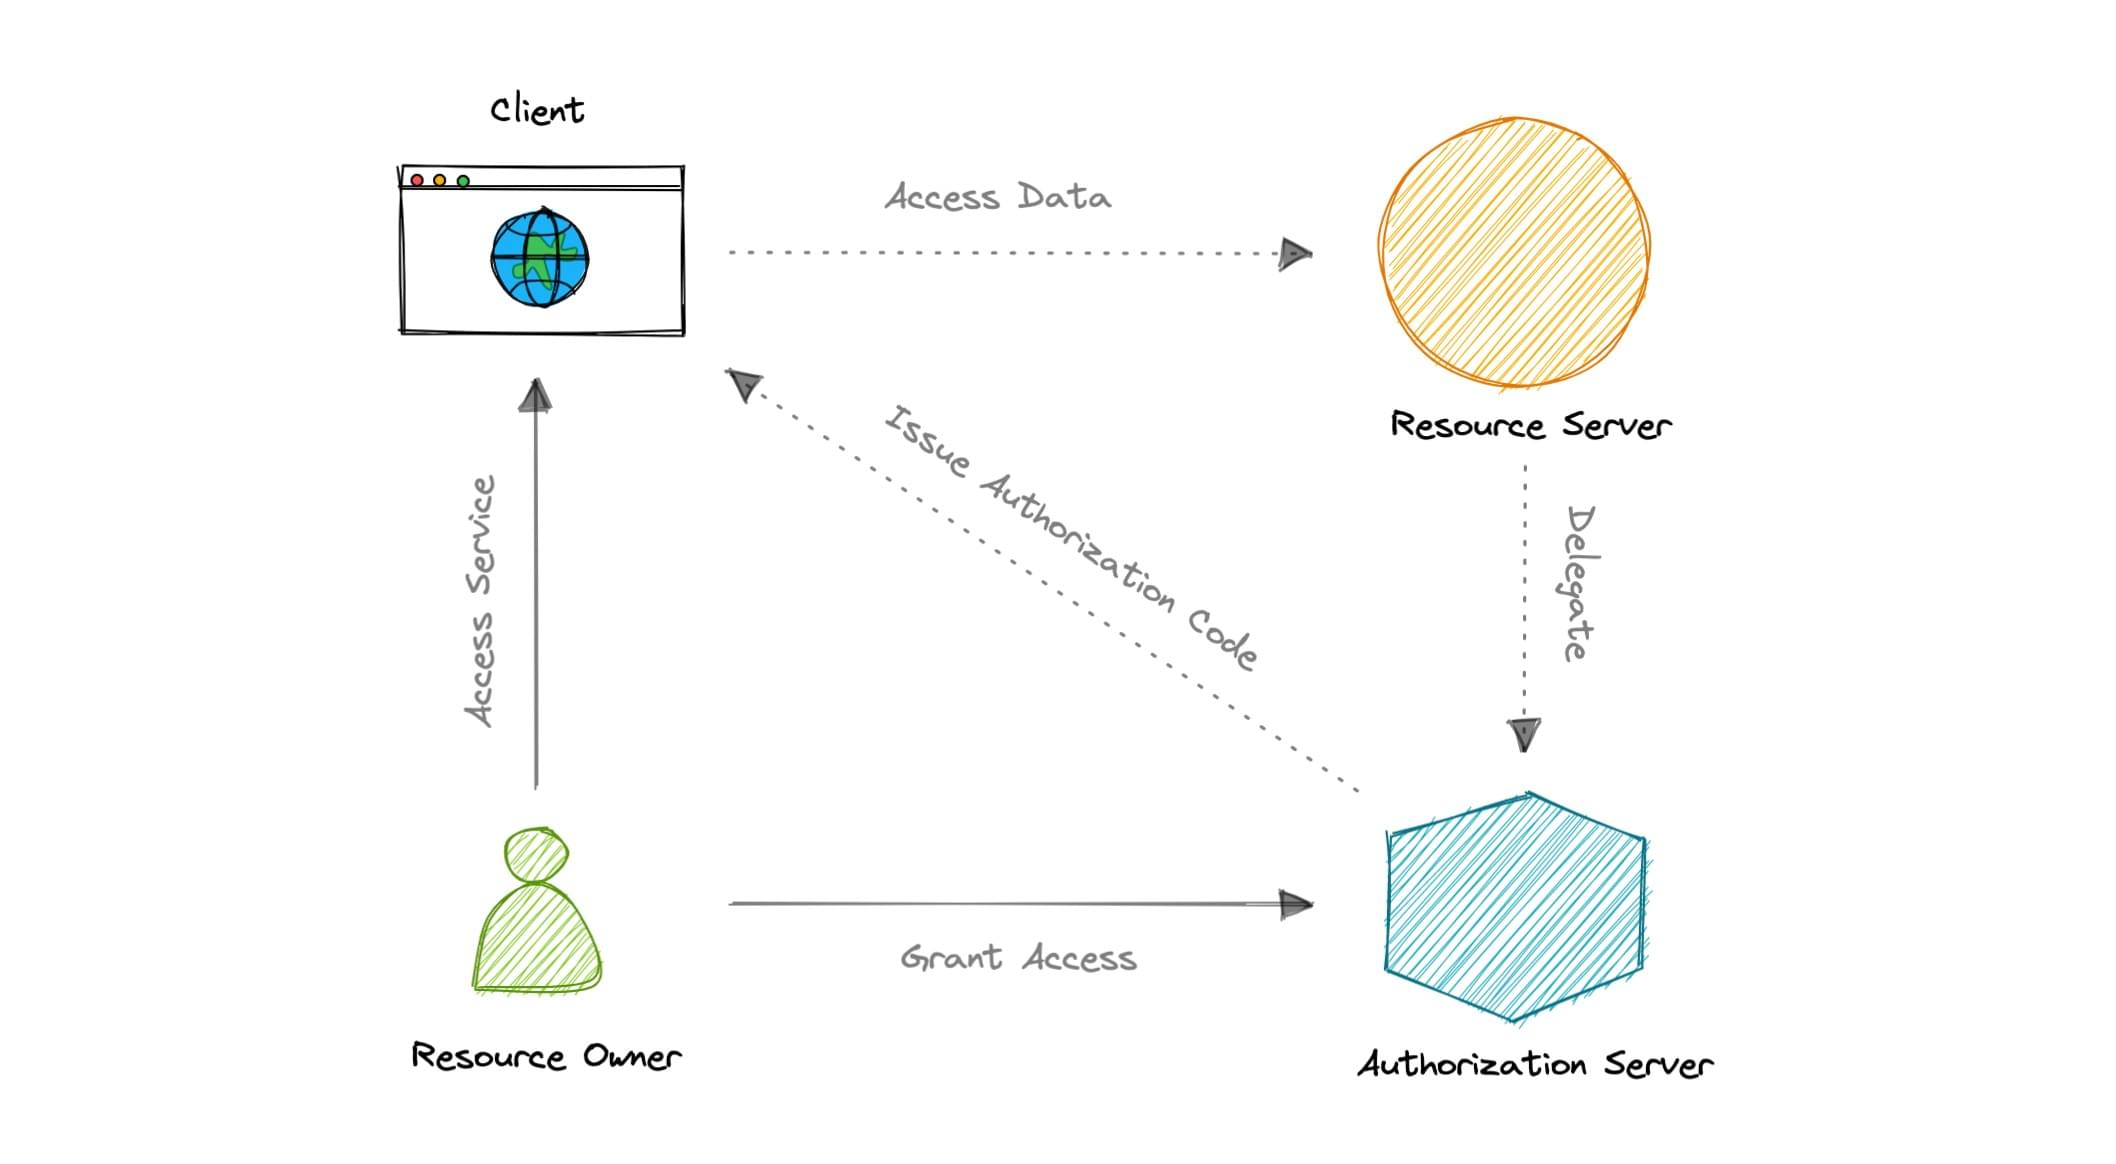 Client
Access Data
Resource Server
Issue Authorization Code
Access Service
Delegate
Grant Access
Resource Owner
Authorization Server